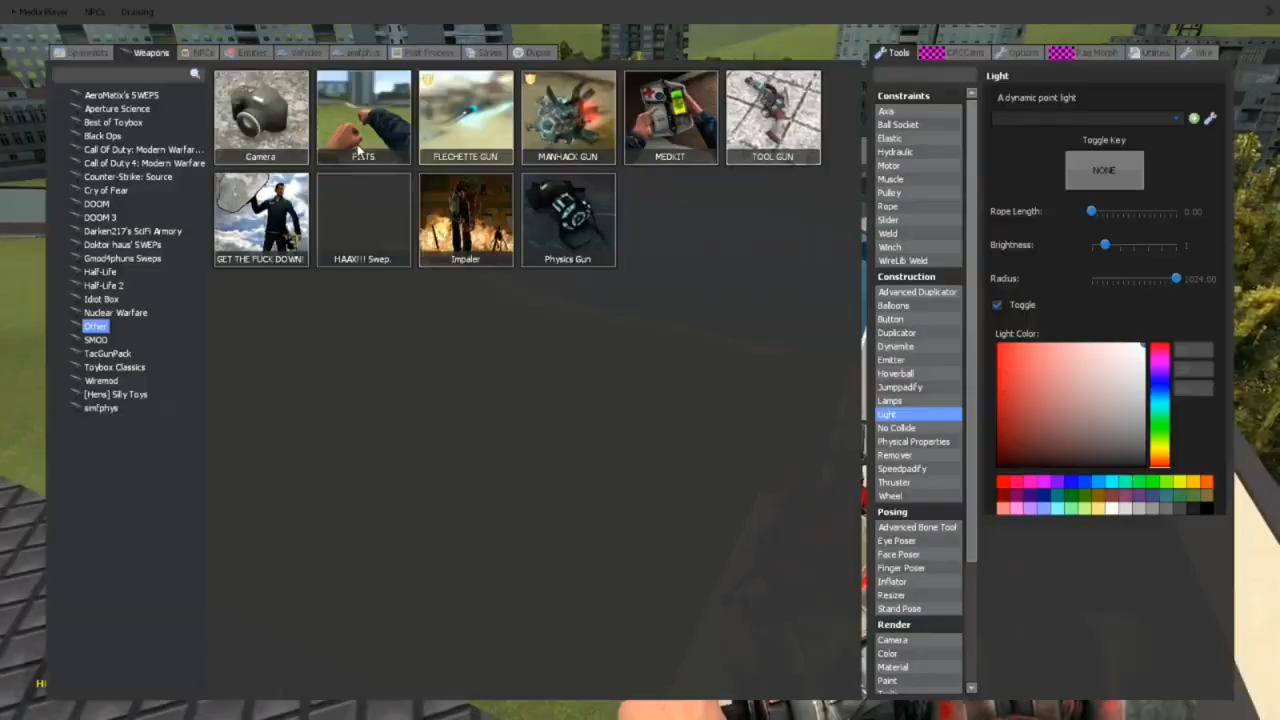 Media Player NPCs Drawing
Spawnlists Weapons NPCs Entities Vehicles simfphys Post Process Saves Dupes
Tools Options Rag Morph Utilities Wire
AeroMatix's SWEPS
Aperture Science
Best of Toybox
Black Ops
Call Of Duty: Modern Warfar...
Call of Duty 4: Modern Warfare
Counter-Strike: Source
Cry of Fear
DOOM
DOOM 3
Darken217's SciFi Armory
Doktor haus' SWEPs
Gmod4phuns Sweps
Half-Life
Half-Life 2
Idiot Box
Nuclear Warfare
Other
SMOD
TacGunPack
Toybox Classics
Wiremod
[Hens] Silly Toys
simfphys
Camera
FISTS
FLECHETTE GUN
MANHACK GUN
MEDKIT
TOOL GUN
GET THE FUCK DOWN!
HAAX!!! Swep.
Impaler
Physics Gun
Constraints
Axis
Ball Socket
Elastic
Hydraulic
Motor
Muscle
Pulley
Rope
Slider
Weld
Winch
WireLib Weld
Construction
Advanced Duplicator
Balloons
Button
Duplicator
Dynamite
Emitter
Hoverball
Jumppadify
Lamps
Light
No Collide
Physical Properties
Remover
Speedpadify
Thruster
Wheel
Posing
Advanced Bone Tool
Eye Poser
Face Poser
Finger Poser
Inflator
Resizer
Stand Pose
Render
Camera
Color
Material
Paint
Light
A dynamic point light
Toggle Key
NONE
Rope Length: 0.00
Brightness: 1
Radius: 1024.00
Toggle
Light Color: